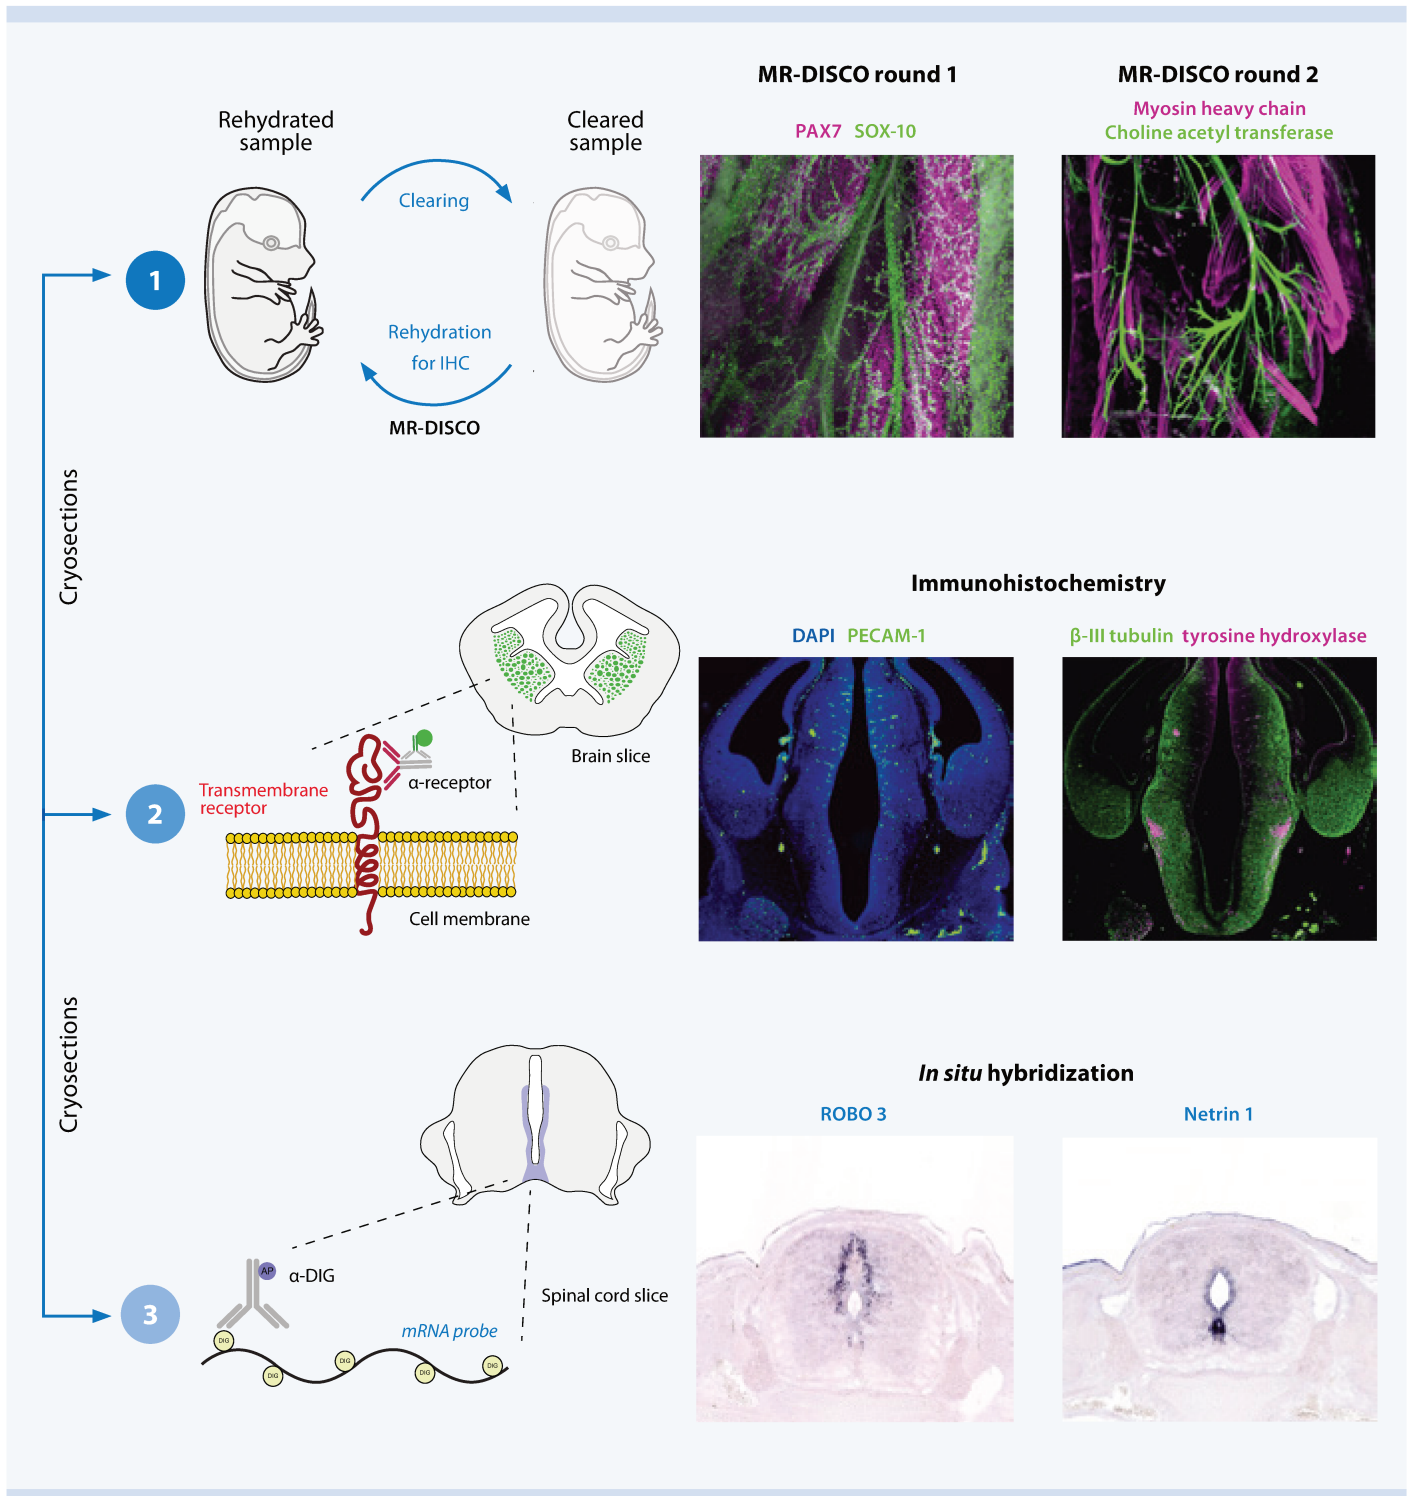 MR-DISCO round 1
MR-DISCO round 2
Rehydrated
sample
Cleared
sample
PAX7 SOX-10
Myosin heavy chain
Choline acetyl transferase
Clearing
1
Rehydration
for IHC
MR-DISCO
Cryosections
Immunohistochemistry
DAPI PECAM-1
β-III tubulin tyrosine hydroxylase
Brain slice
α-receptor
Transmembrane
receptor
2
Cell membrane
Cryosections
In situ hybridization
ROBO 3
Netrin 1
AP
α-DIG
Spinal cord slice
3
mRNA probe
DIG
DIG
DIG
DIG
DIG